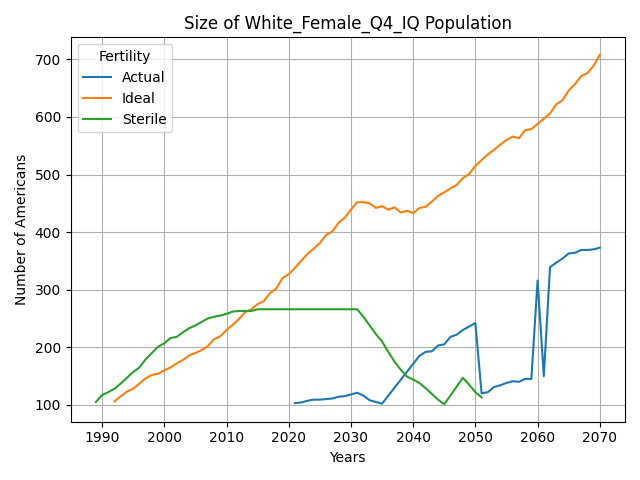 Size of White_Female_Q4_IQ Population
Fertility
Actual
Ideal
Sterile
Number of Americans
700
600
500
400
300
200
100
1990 2000 2010 2020 2030 2040 2050 2060 2070
Years